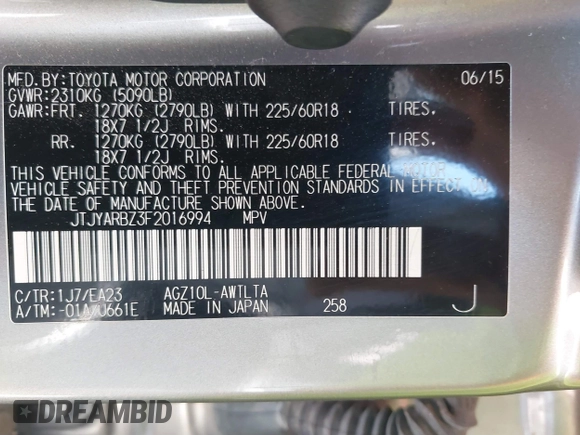 MFD.BY:TOYOTA MOTOR CORPORATION 06/15
GVWR:2310KG (5090LB)
GAWR:FRT. 1270KG (2790LB) WITH 225/60R18 TIRES.
18X7 1/2J RIMS.
RR. 1270KG (2790LB) WITH 225/60R18 TIRES.
18X7 1/2J RIMS.
THIS VEHICLE CONFORMS TO ALL APPLICABLE FEDERAL MOTOR
VEHICLE SAFETY AND THEFT PREVENTION STANDARDS IN EFFECT ON
THE DATE OF MANUFACTURE SHOWN ABOVE.
JTJYARBZ3F2016994 MPV
C/TR:1J7/EA23 AGZ10L-AWTLTA
A/TM:-01A/U661E MADE IN JAPAN 258 J
DREAMBID